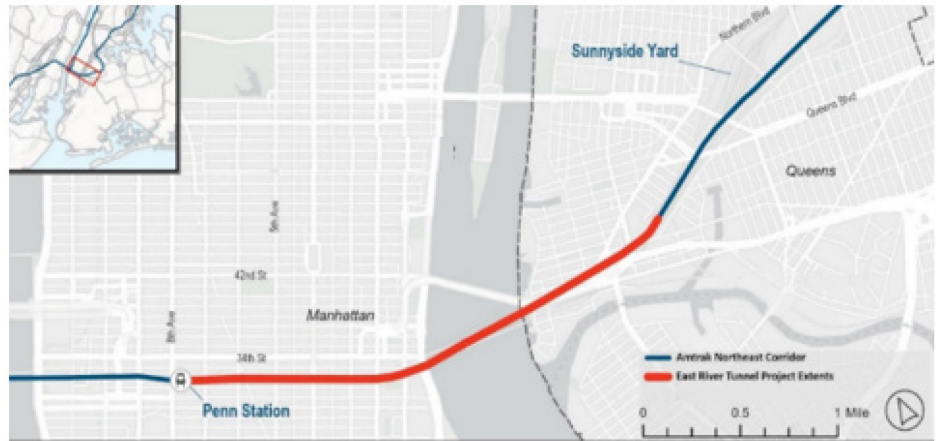 Northern Blvd
Sunnyside Yard
Queens Blvd
Queens
5th Ave
42nd St
Manhattan
8th Ave
34th St
Penn Station
Amtrak Northeast Corridor
East River Tunnel Project Extents
0 0.5 1 Mile